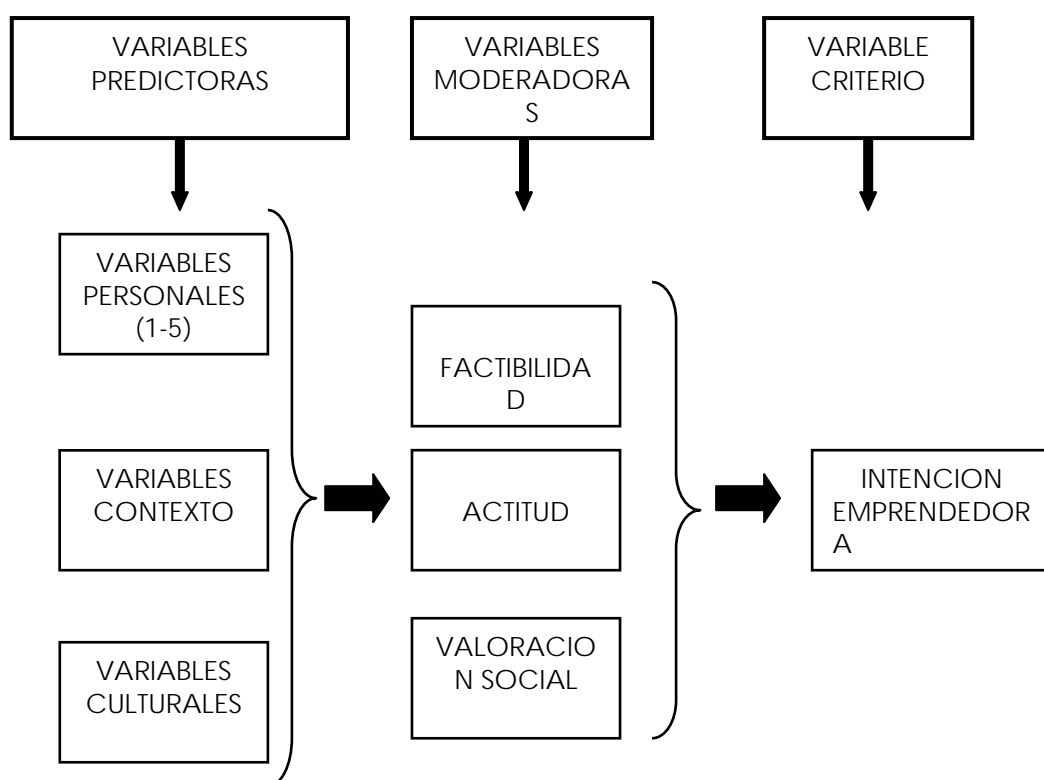 VARIABLES
PREDICTORAS
VARIABLES
MODERADORA
S
VARIABLE
CRITERIO
VARIABLES
PERSONALES
(1-5)
VARIABLES
CONTEXTO
VARIABLES
CULTURALES
FACTIBILIDA
D
ACTITUD
VALORACIO
N SOCIAL
INTENCION
EMPRENDEDOR
A